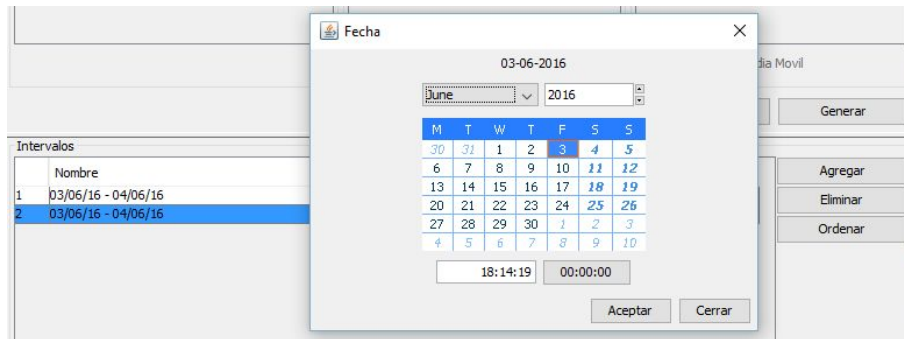 Fecha
03-06-2016
June 2016
M T W T F S S
30 31 1 2 3 4 5
6 7 8 9 10 11 12
13 14 15 16 17 18 19
20 21 22 23 24 25 26
27 28 29 30 1 2 3
4 5 6 7 8 9 10
18:14:19 00:00:00
Aceptar Cerrar
dia Movil
Generar
Intervalos
Nombre
1 03/06/16 - 04/06/16
2 03/06/16 - 04/06/16
Agregar
Eliminar
Ordenar